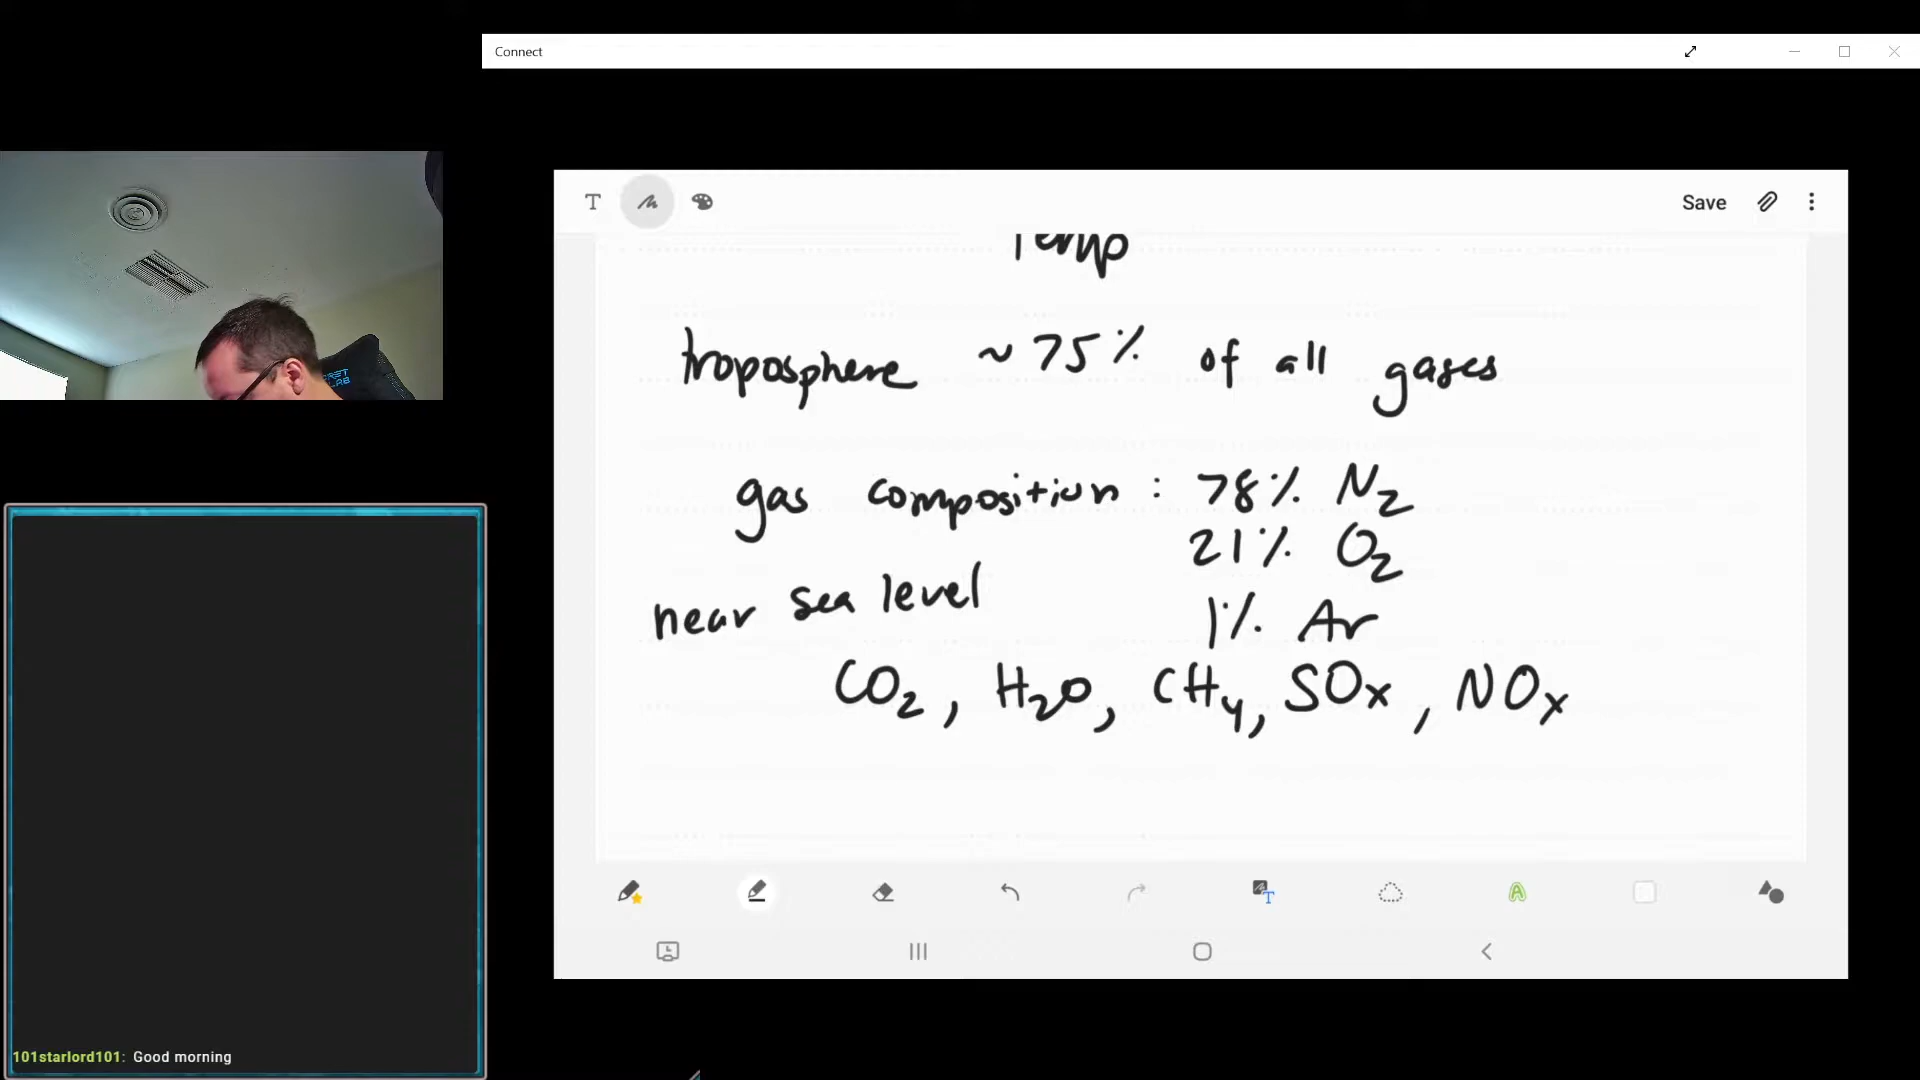 Connect
T
Save
Temp
troposphere ~ 75% of all gases
gas composition : 78% N₂
21% O₂
near sea level
1% Ar
CO₂, H₂O, CH₄, SOx, NOx
101starlord101: Good morning